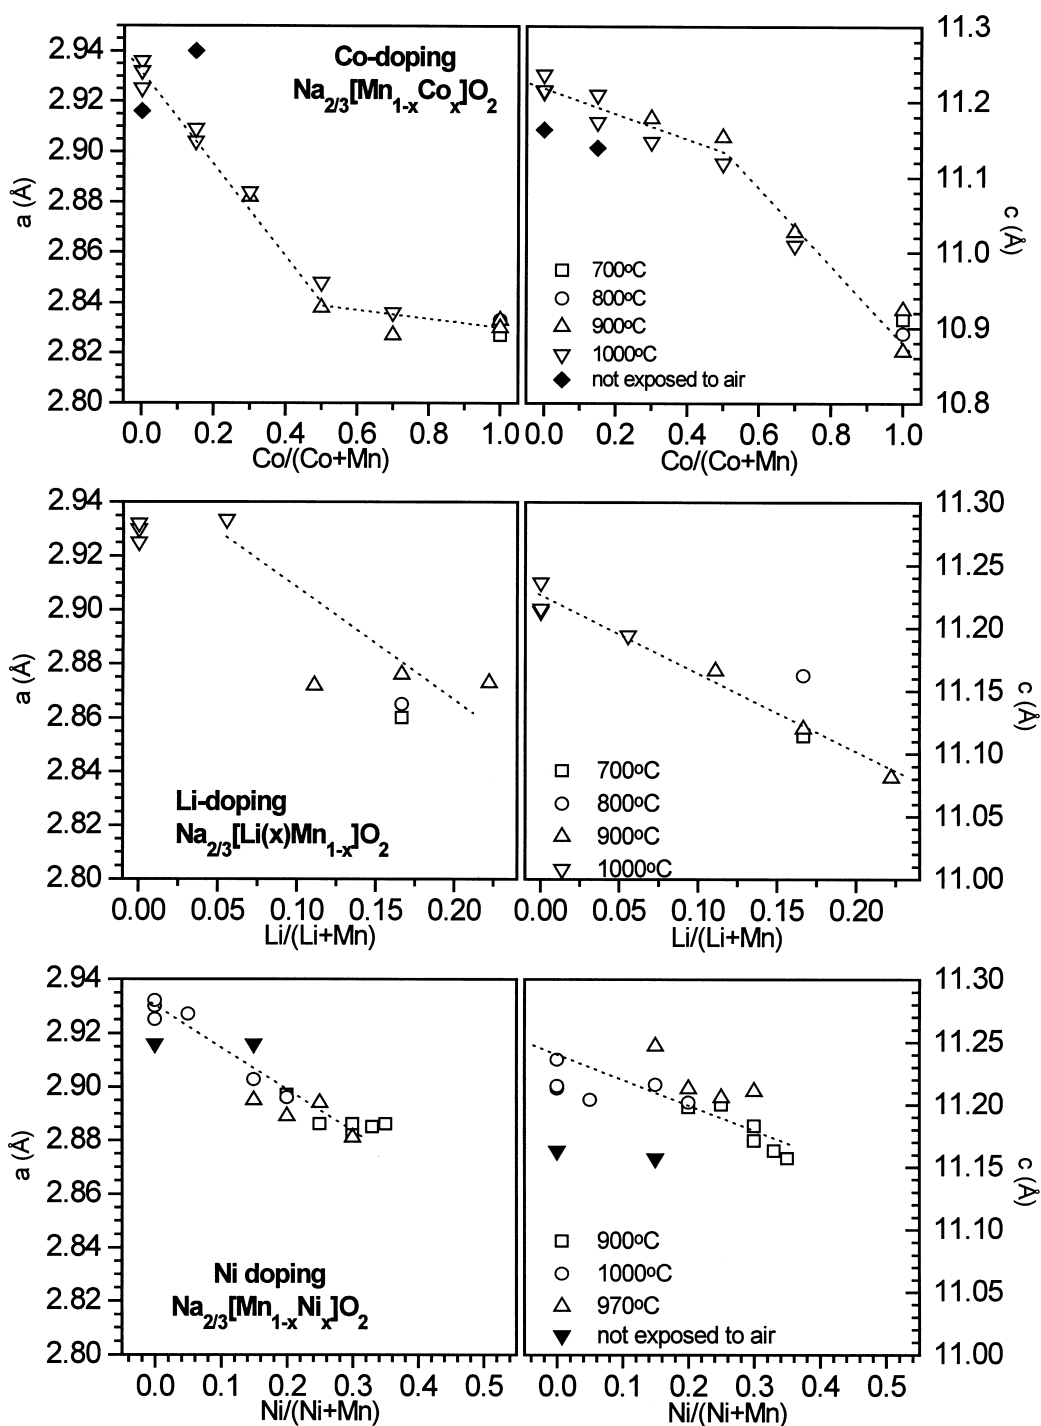 2.94
2.92
2.90
2.88
2.86
2.84
2.82
2.80
a (Å)
Co-doping
Na2/3[Mn1-xCox]O2
0.0 0.2 0.4 0.6 0.8 1.0
Co/(Co+Mn)
700oC
800oC
900oC
1000oC
not exposed to air
11.3
11.2
11.1
11.0
10.9
10.8
c (Å)
0.0 0.2 0.4 0.6 0.8 1.0
Co/(Co+Mn)
2.94
2.92
2.90
2.88
2.86
2.84
2.82
2.80
a (Å)
Li-doping
Na2/3[Li(x)Mn1-x]O2
0.00 0.05 0.10 0.15 0.20
Li/(Li+Mn)
700oC
800oC
900oC
1000oC
11.30
11.25
11.20
11.15
11.10
11.05
11.00
c (Å)
0.00 0.05 0.10 0.15 0.20
Li/(Li+Mn)
2.94
2.92
2.90
2.88
2.86
2.84
2.82
2.80
a (Å)
Ni doping
Na2/3[Mn1-xNix]O2
0.0 0.1 0.2 0.3 0.4 0.5
Ni/(Ni+Mn)
900oC
1000oC
970oC
not exposed to air
11.30
11.25
11.20
11.15
11.10
11.05
11.00
c (Å)
0.0 0.1 0.2 0.3 0.4 0.5
Ni/(Ni+Mn)